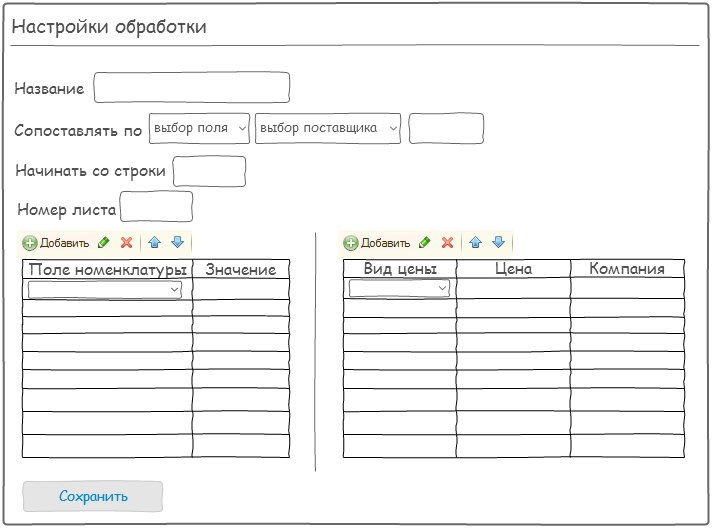 Настройки обработки
Название
Сопоставлять по выбор поля выбор поставщика
Начинать со строки
Номер листа
Добавить Добавить
Поле номенклатуры Значение Вид цены Цена Компания
Сохранить